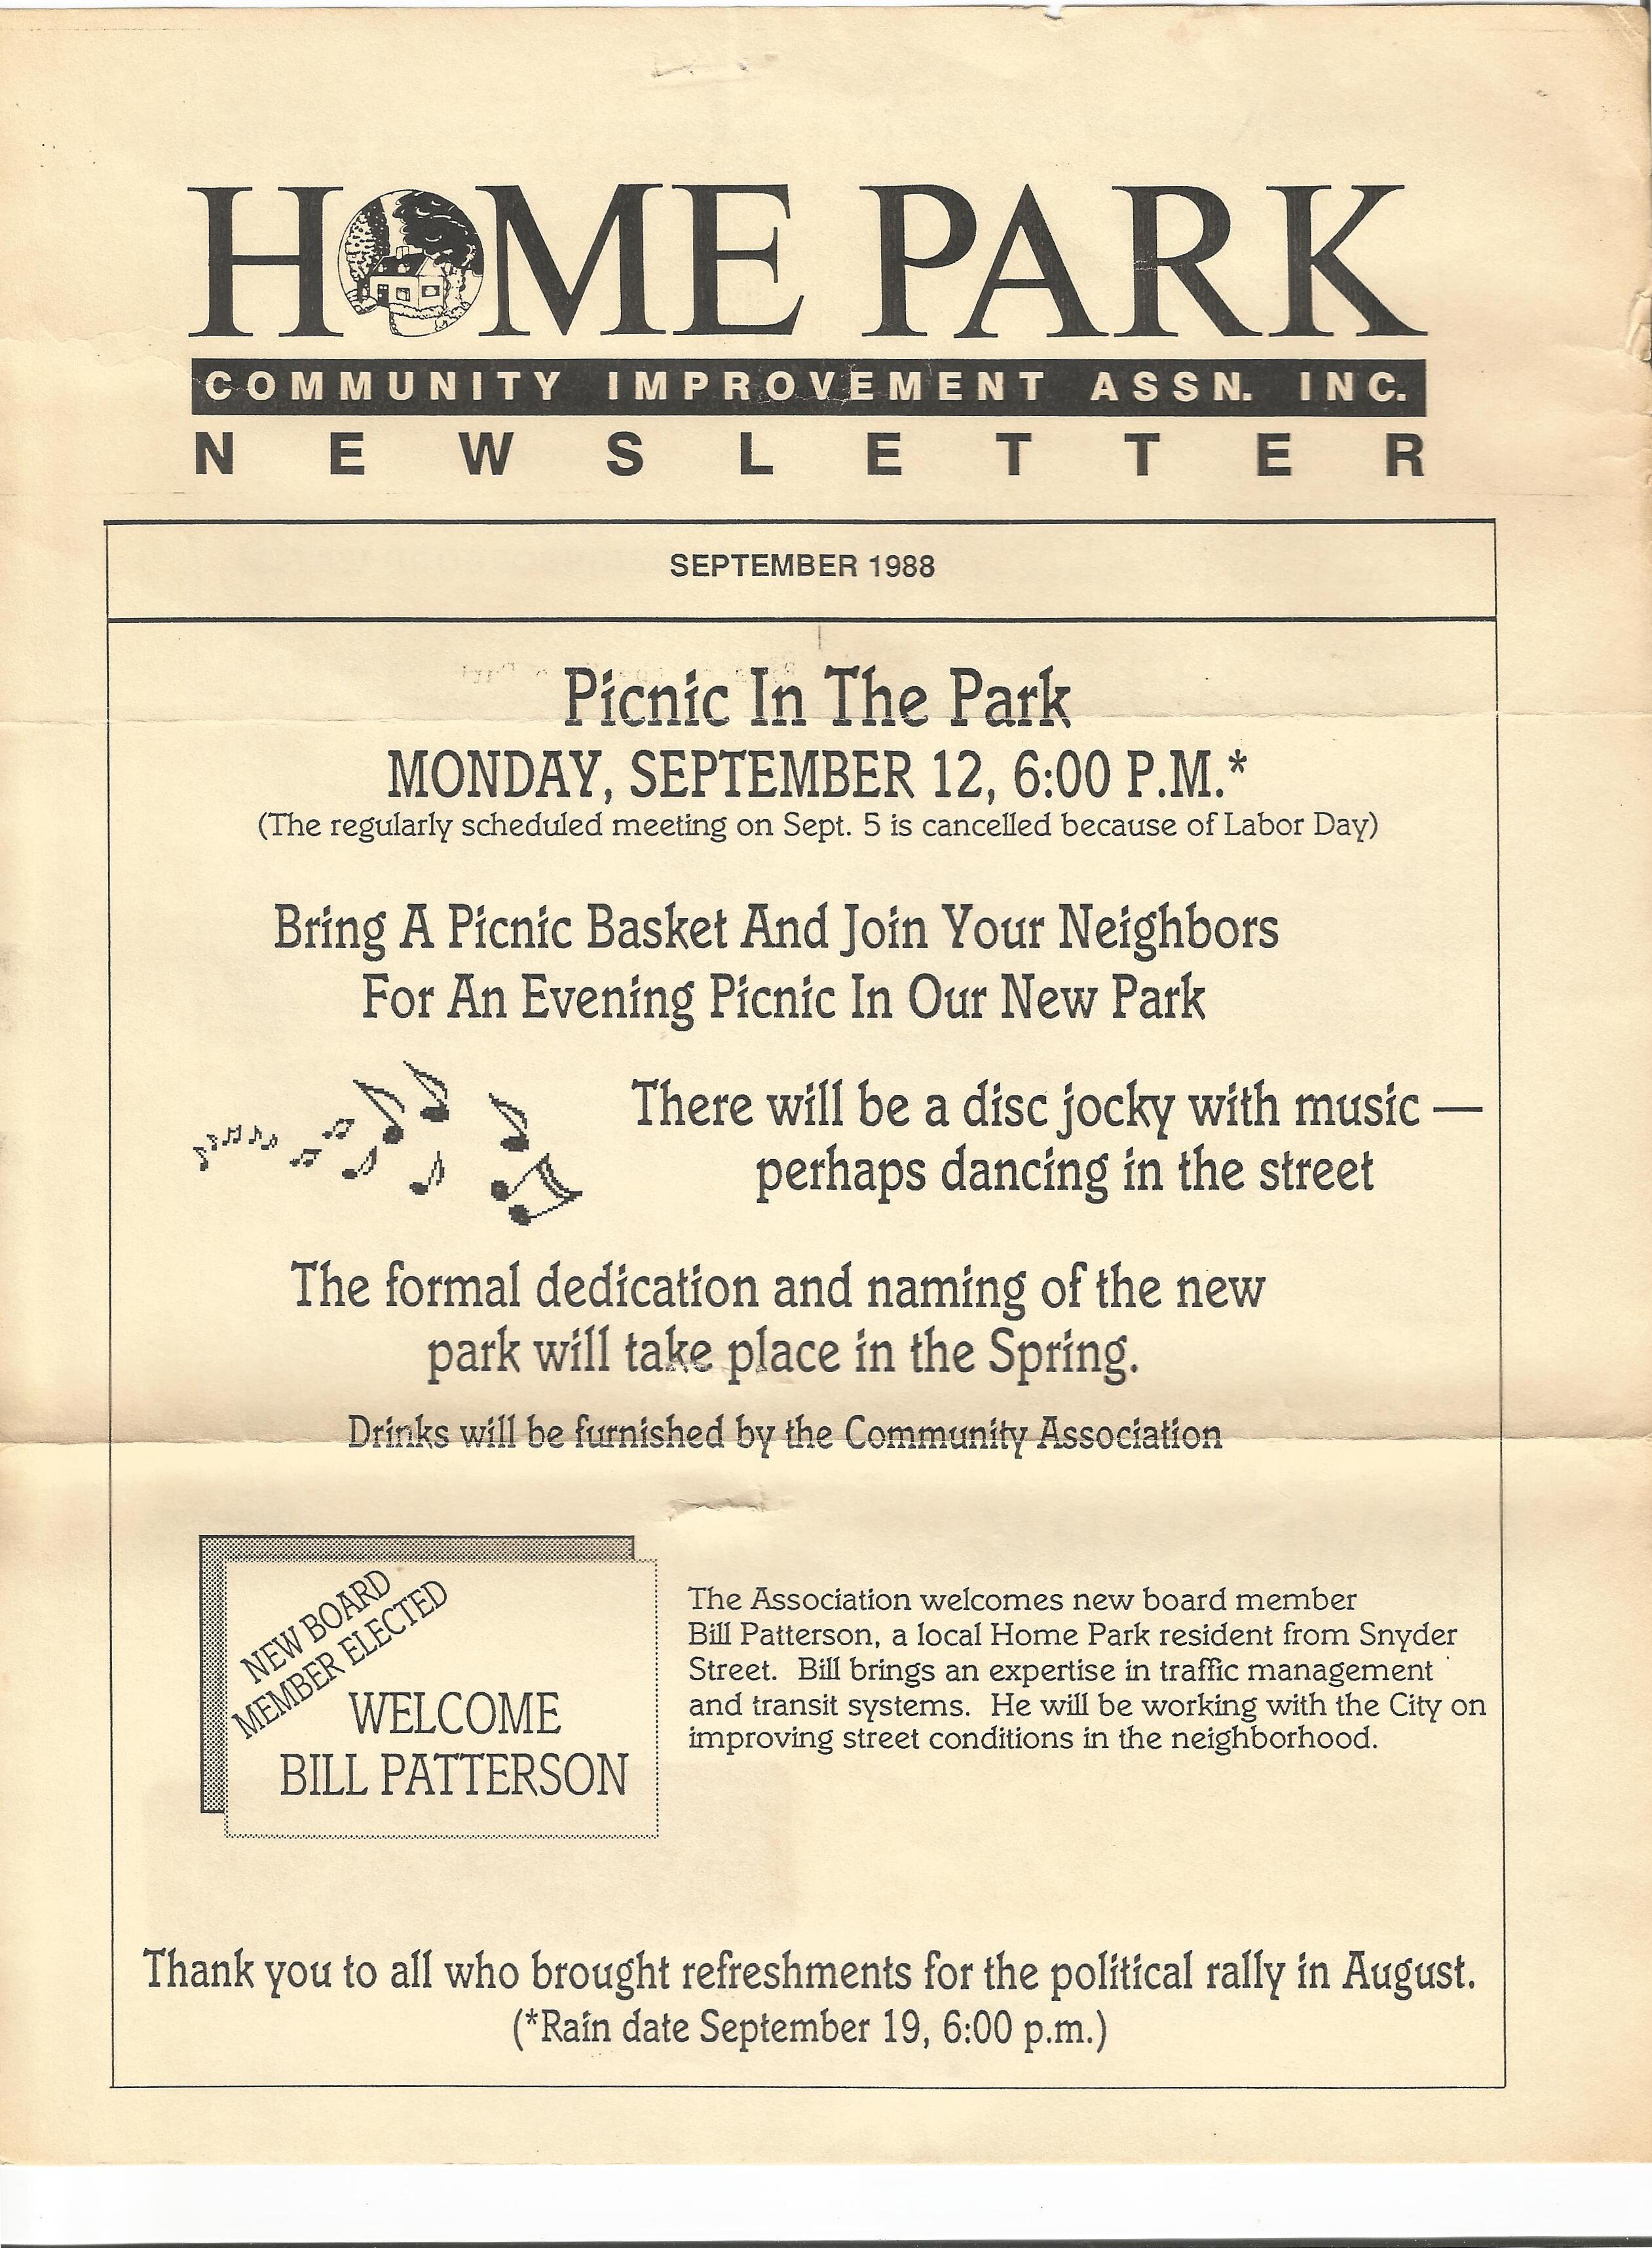 HOME PARK
COMMUNITY IMPROVEMENT ASSN. INC.
NEWSLETTER
SEPTEMBER 1988
Picnic In The Park
MONDAY, SEPTEMBER 12, 6:00 P.M.*
(The regularly scheduled meeting on Sept. 5 is cancelled because of Labor Day)
Bring A Picnic Basket And Join Your Neighbors
For An Evening Picnic In Our New Park
There will be a disc jocky with music —
perhaps dancing in the street
The formal dedication and naming of the new
park will take place in the Spring.
Drinks will be furnished by the Community Association
NEW BOARD
MEMBER ELECTED
WELCOME
BILL PATTERSON
The Association welcomes new board member
Bill Patterson, a local Home Park resident from Snyder
Street. Bill brings an expertise in traffic management
and transit systems. He will be working with the City on
improving street conditions in the neighborhood.
Thank you to all who brought refreshments for the political rally in August.
(*Rain date September 19, 6:00 p.m.)